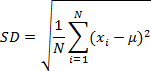 SD = √(1/N ∑_{i=1}^{N} (x_i − μ)²)